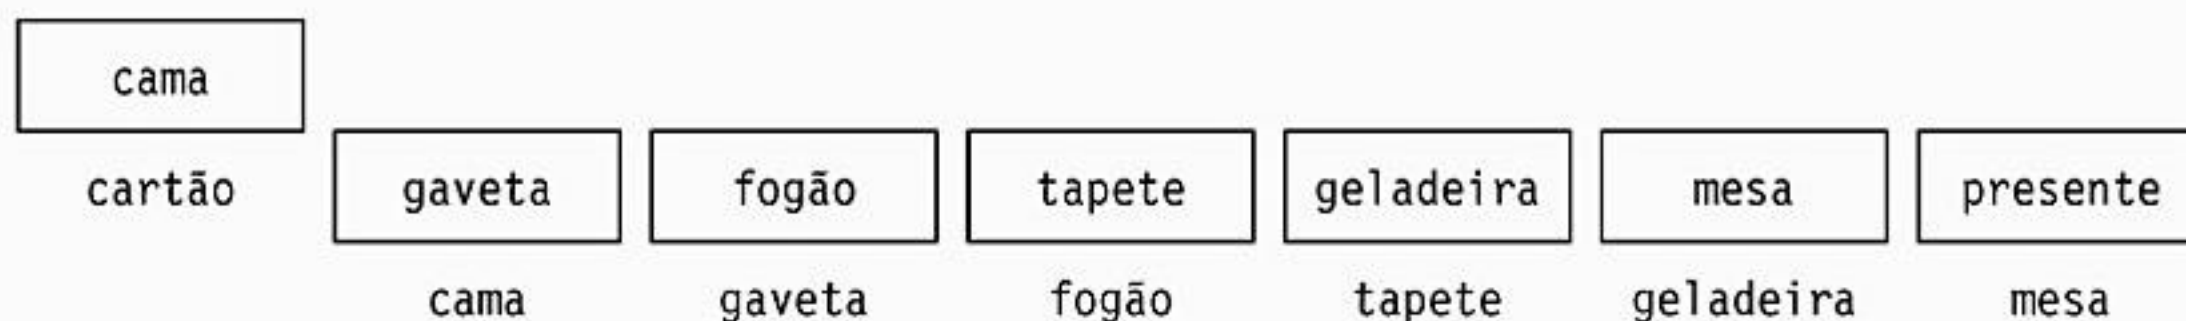 cama
cartão gaveta fogão tapete geladeira mesa presente
cama gaveta fogão tapete geladeira mesa